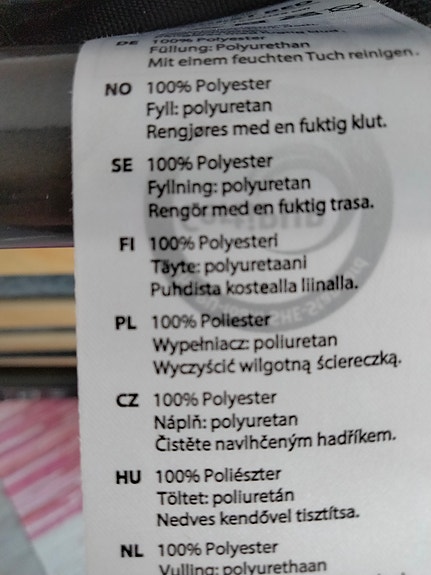 DE 100% Polyester
Füllung: Polyurethan
Mit einem feuchten Tuch reinigen.
NO 100% Polyester
Fyll: polyuretan
Rengjøres med en fuktig klut.
SE 100% Polyester
Fyllning: polyuretan
Rengör med en fuktig trasa.
FI 100% Polyesteri
Täyte: polyuretaani
Puhdista kostealla liinalla.
PL 100% Poliester
Wypełniacz: poliuretan
Wyczyścić wilgotną ściereczką.
CZ 100% Polyester
Náplň: polyuretan
Čistěte navlhčeným hadříkem.
HU 100% Poliészter
Töltet: poliuretán
Nedves kendővel tisztítsa.
NL 100% Polyester
Vulling: polyurethaan